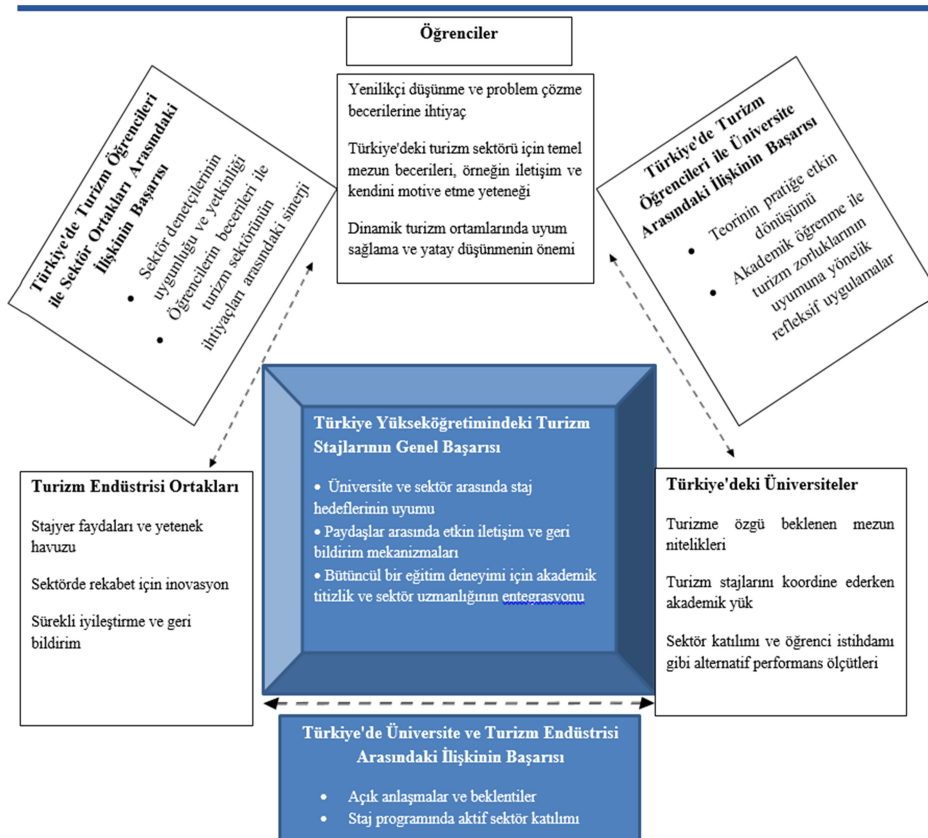 Öğrenciler
Yenilikçi düşünme ve problem çözme
becerilerine ihtiyaç
Türkiye'deki turizm sektörü için temel
mezun becerileri, örneğin iletişim ve
kendini motive etme yeteneği
Dinamik turizm ortamlarında uyum
sağlama ve yatay düşünmenin önemi
Türkiye'de Turizm Öğrencileri
ile Sektör Ortakları Arasındaki
İlişkinin Başarısı
• Sektör denetçilerinin
uygunluğu ve yetkinliği
• Öğrencilerin becerileri ile
turizm sektörünün
ihtiyaçları arasındaki sinerji
Türkiye'de Turizm
Öğrencileri ile Üniversite
Arasındaki İlişkinin Başarısı
• Teorinin pratiğe etkin
dönüşümü
• Akademik öğrenme ile
turizm zorluklarının
uyumuna yönelik
refleksif uygulamalar
Türkiye Yükseköğretimindeki Turizm
Stajlarının Genel Başarısı
• Üniversite ve sektör arasında staj
hedeflerinin uyumu
• Paydaşlar arasında etkin iletişim ve geri
bildirim mekanizmaları
• Bütüncül bir eğitim deneyimi için akademik
titizlik ve sektör uzmanlığının entegrasyonu
Turizm Endüstrisi Ortakları
Stajyer faydaları ve yetenek
havuzu
Sektörde rekabet için inovasyon
Sürekli iyileştirme ve geri
bildirim
Türkiye'deki Üniversiteler
Turizme özgü beklenen mezun
nitelikleri
Turizm stajlarını koordine ederken
akademik yük
Sektör katılımı ve öğrenci istihdamı
gibi alternatif performans ölçütleri
Türkiye'de Üniversite ve Turizm Endüstrisi
Arasındaki İlişkinin Başarısı
• Açık anlaşmalar ve beklentiler
• Staj programında aktif sektör katılımı